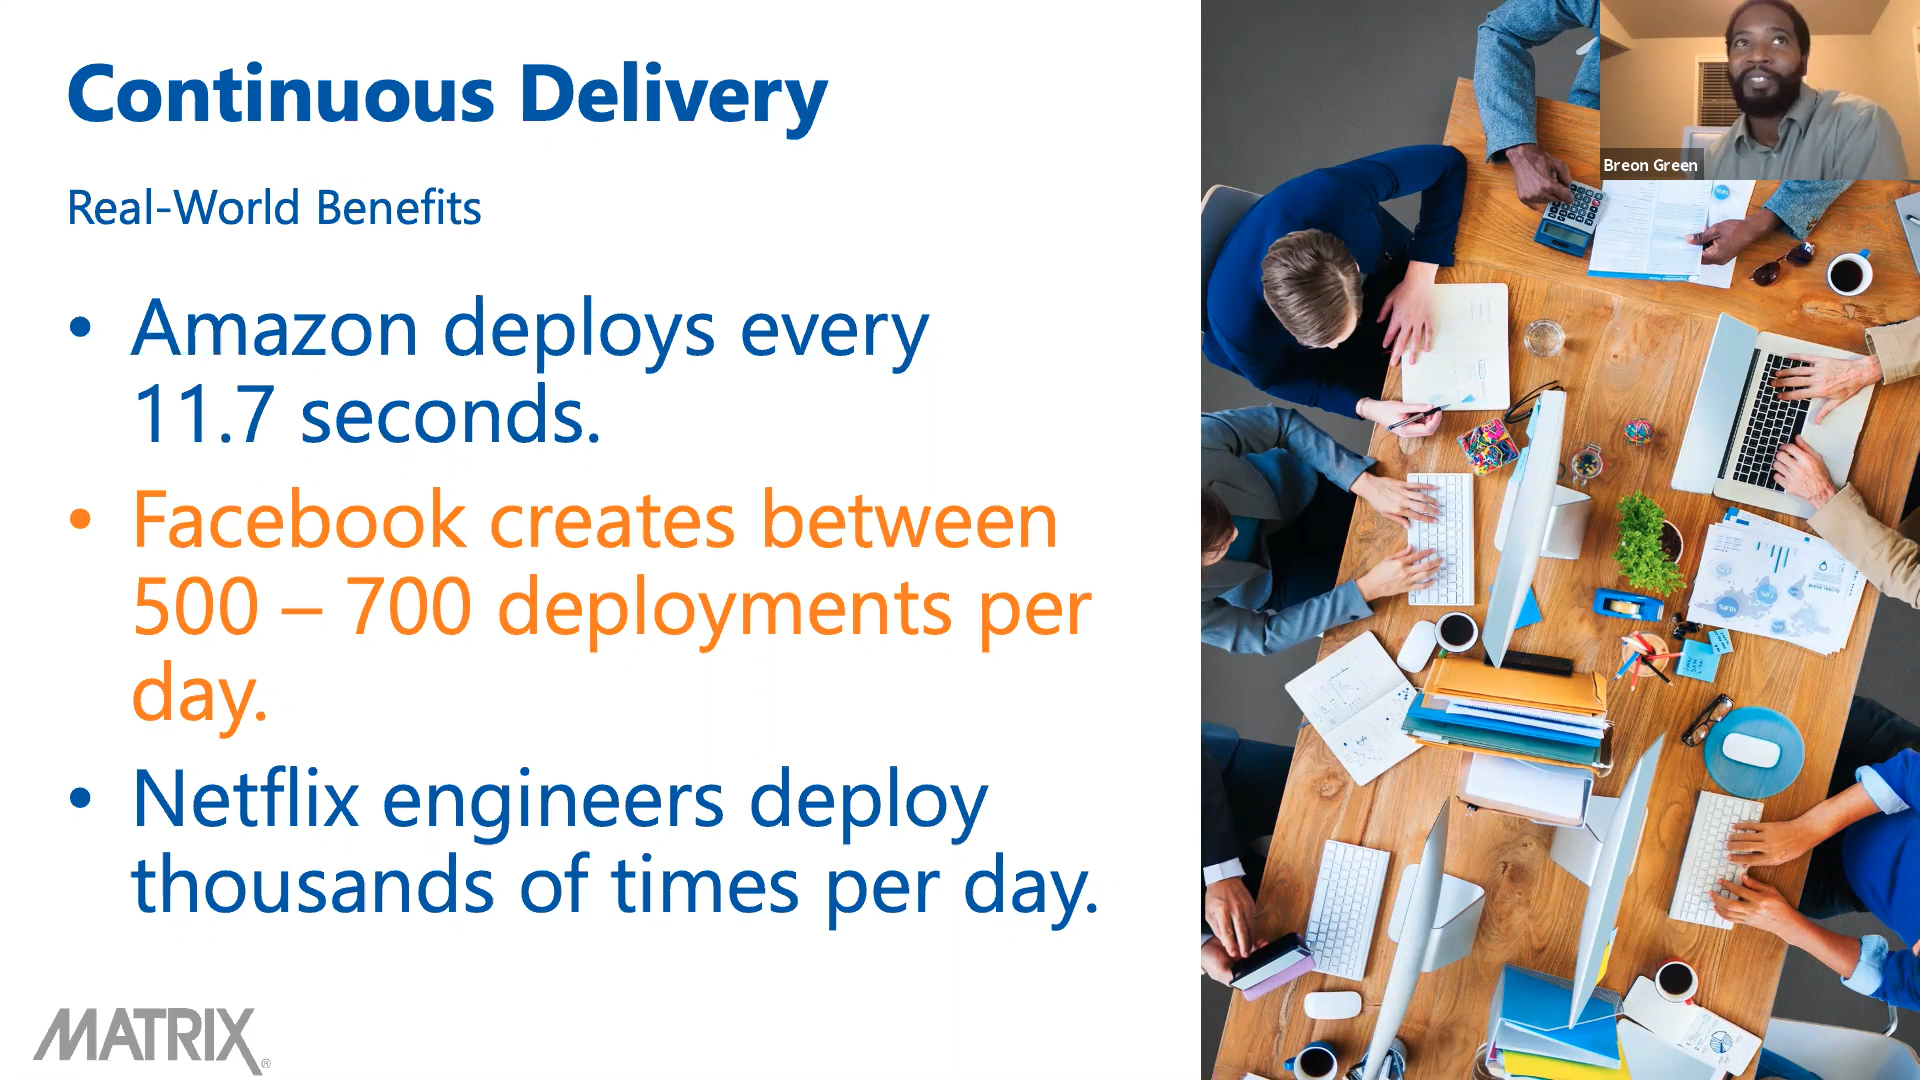 Continuous Delivery
Real-World Benefits
• Amazon deploys every
11.7 seconds.
• Facebook creates between
500 – 700 deployments per
day.
• Netflix engineers deploy
thousands of times per day.
MATRIX®
Breon Green